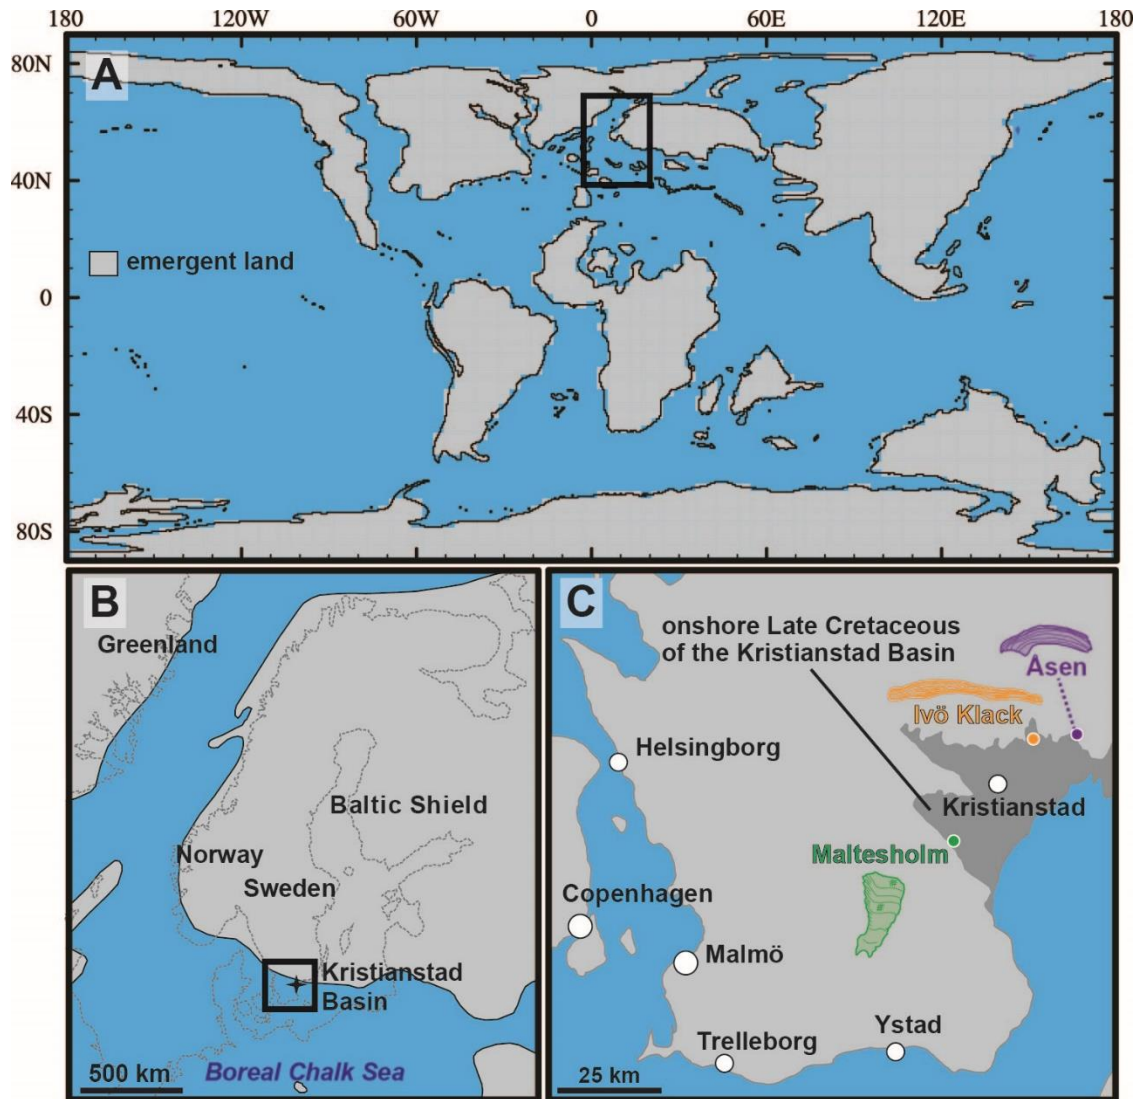 180 120W 60W 0 60E 120E 180
A
80N
40N
0
40S
80S
emergent land
B
Greenland
Baltic Shield
Norway
Sweden
Kristianstad
Basin
Boreal Chalk Sea
500 km
C
onshore Late Cretaceous
of the Kristianstad Basin
Åsen
Ivö Klack
Helsingborg
Kristianstad
Maltesholm
Copenhagen
Malmö
Ystad
Trelleborg
25 km